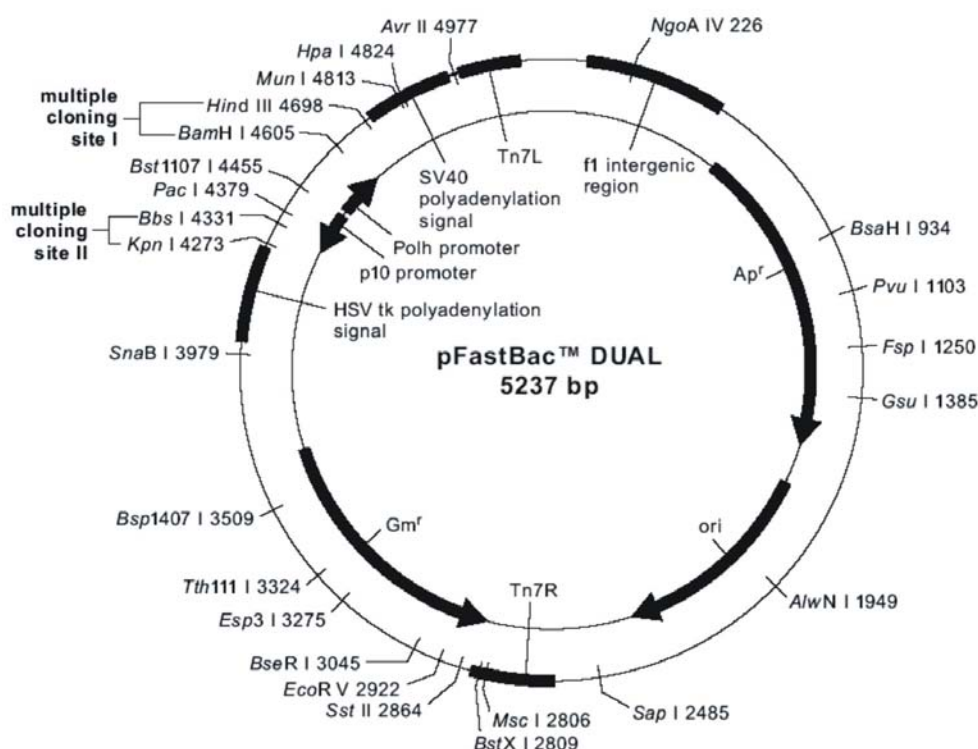 Avr II 4977
Hpa I 4824
Mun I 4813
Hind III 4698
BamH I 4605
multiple
cloning
site I
Bst1107 I 4455
Pac I 4379
Bbs I 4331
Kpn I 4273
multiple
cloning
site II
SnaB I 3979
NgoA IV 226
Tn7L
f1 intergenic
region
SV40
polyadenylation
signal
Polh promoter
p10 promoter
HSV tk polyadenylation
signal
Apʳ
BsaH I 934
Pvu I 1103
Fsp I 1250
Gsu I 1385
pFastBac™ DUAL
5237 bp
Bsp1407 I 3509
Gmʳ
ori
Tth111 I 3324
Esp3 I 3275
Tn7R
AlwN I 1949
BseR I 3045
EcoR V 2922
Sst II 2864
Msc I 2806
BstX I 2809
Sap I 2485